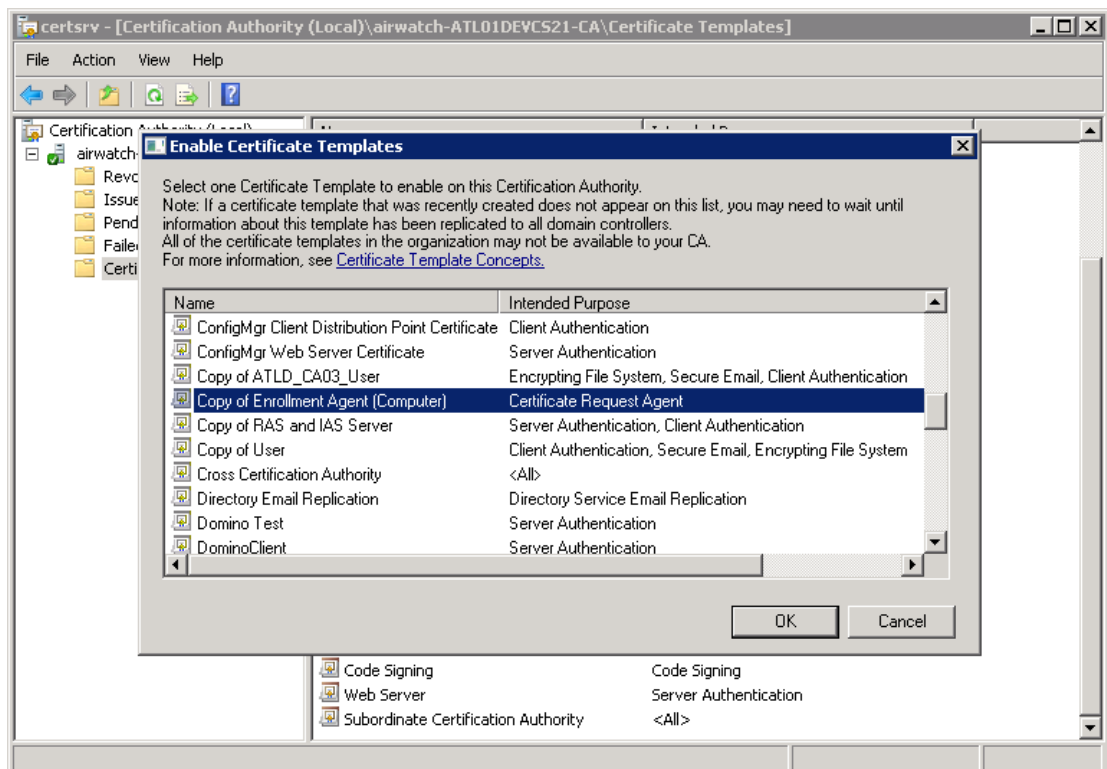 certsrv - [Certification Authority (Local)\airwatch-ATL01DEVCS21-CA\Certificate Templates]
File Action View Help
Certification
airwatch-
Enable Certificate Templates
Select one Certificate Template to enable on this Certification Authority.
Note: If a certificate template that was recently created does not appear on this list, you may need to wait until
information about this template has been replicated to all domain controllers.
All of the certificate templates in the organization may not be available to your CA.
For more information, see Certificate Template Concepts.
Name Intended Purpose
ConfigMgr Client Distribution Point Certificate Client Authentication
ConfigMgr Web Server Certificate Server Authentication
Copy of ATLD_CA03_User Encrypting File System, Secure Email, Client Authentication
Copy of Enrollment Agent (Computer) Certificate Request Agent
Copy of RAS and IAS Server Server Authentication, Client Authentication
Copy of User Client Authentication, Secure Email, Encrypting File System
Cross Certification Authority <All>
Directory Email Replication Directory Service Email Replication
Domino Test Server Authentication
DominoClient Server Authentication
OK Cancel
Revo
Issue
Pend
Faile
Certi
Code Signing Code Signing
Web Server Server Authentication
Subordinate Certification Authority <All>